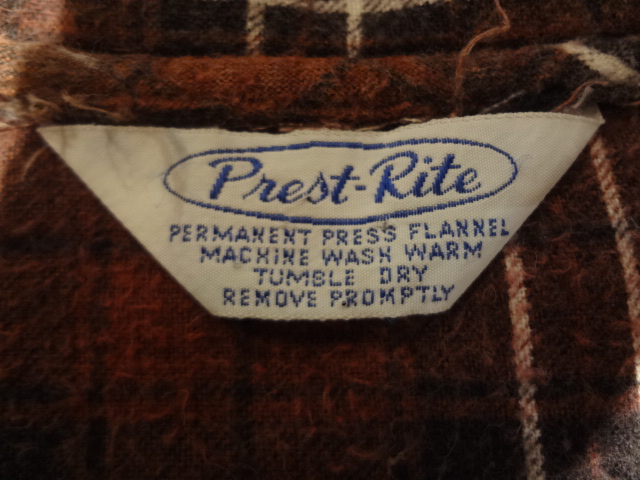 Prest-Rite
PERMANENT PRESS FLANNEL
MACHINE WASH WARM
TUMBLE DRY
REMOVE PROMPTLY